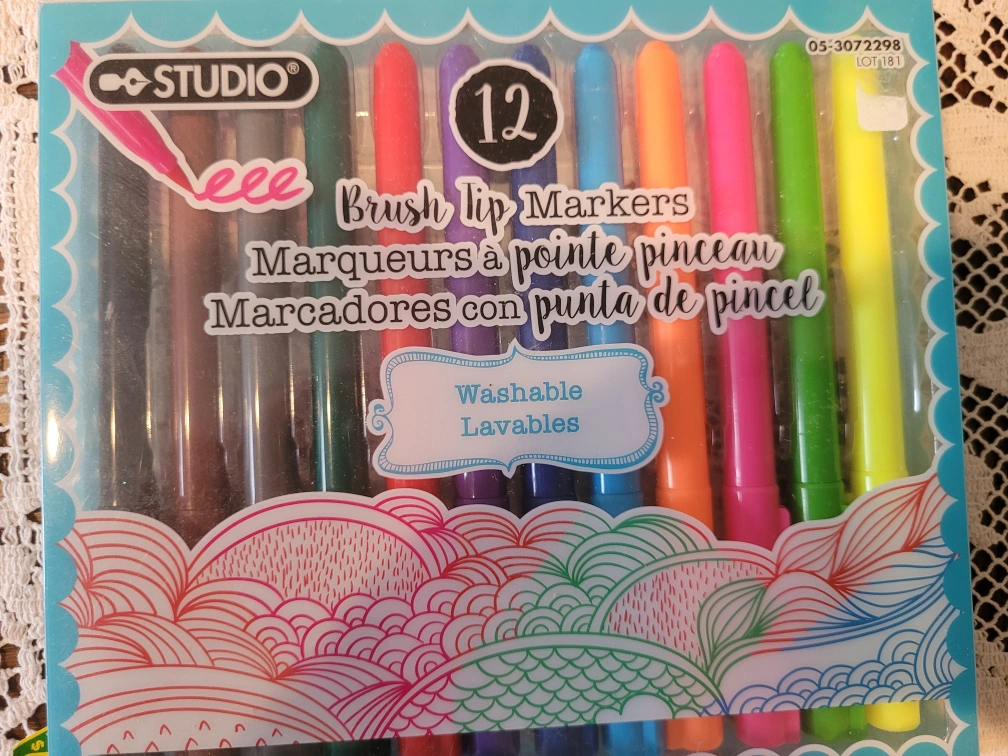 STUDIO®
05-3072298
LOT 181
12
Brush Tip Markers
Marqueurs à pointe pinceau
Marcadores con punta de pincel
Washable
Lavables